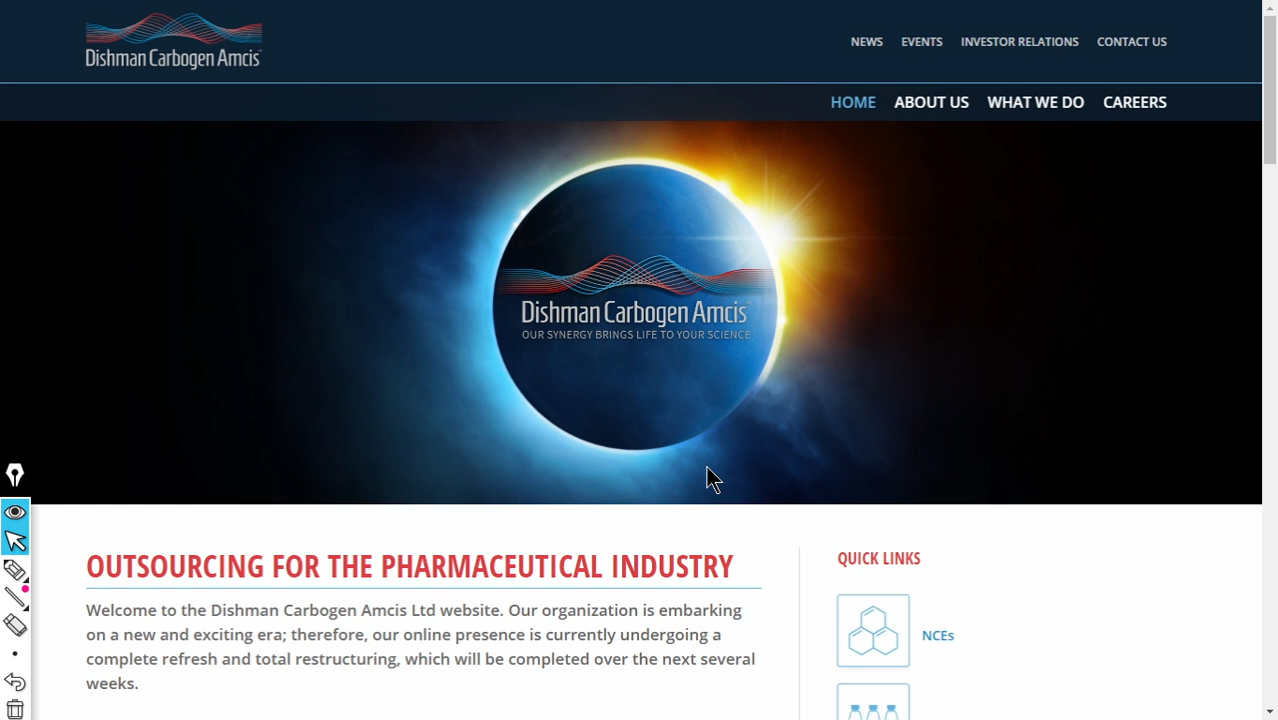 Dishman Carbogen Amcis
NEWS EVENTS INVESTOR RELATIONS CONTACT US
HOME ABOUT US WHAT WE DO CAREERS
Dishman Carbogen Amcis
OUR SYNERGY BRINGS LIFE TO YOUR SCIENCE
OUTSOURCING FOR THE PHARMACEUTICAL INDUSTRY
Welcome to the Dishman Carbogen Amcis Ltd website. Our organization is embarking
on a new and exciting era; therefore, our online presence is currently undergoing a
complete refresh and total restructuring, which will be completed over the next several
weeks.
QUICK LINKS
NCEs